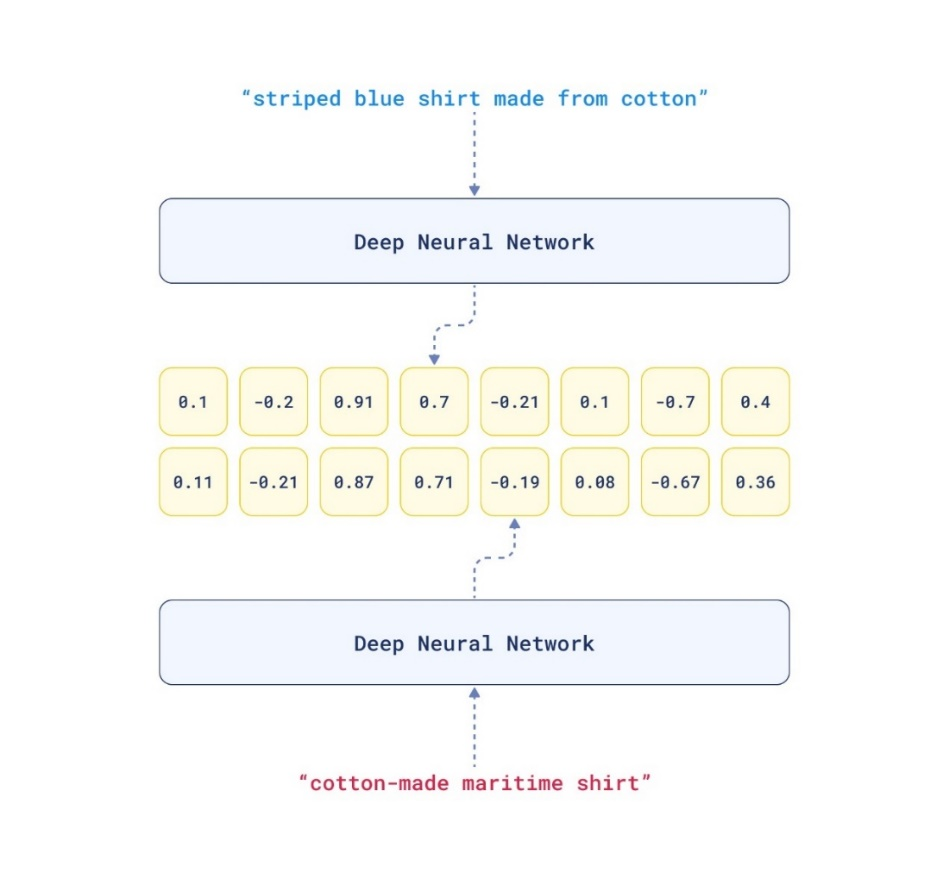 “striped blue shirt made from cotton”
Deep Neural Network
0.1 -0.2 0.91 0.7 -0.21 0.1 -0.7 0.4
0.11 -0.21 0.87 0.71 -0.19 0.08 -0.67 0.36
Deep Neural Network
“cotton-made maritime shirt”